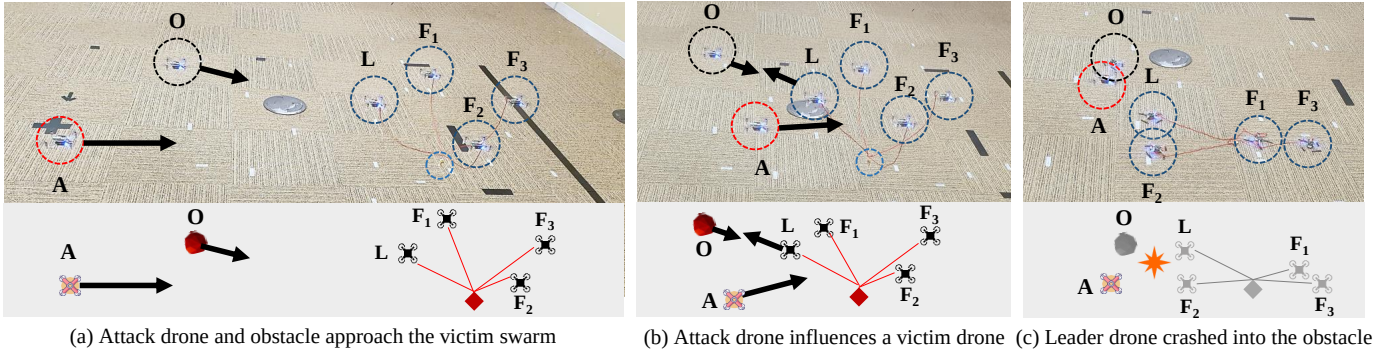 O
L
F1
F3
F2
A
O
A
L
F1
F3
F2
(a) Attack drone and obstacle approach the victim swarm
O
L
F1
F3
F2
A
O
L
F1
F3
F2
A
(b) Attack drone influences a victim drone
O
L
F1
F3
A
F2
O
L
F1
A
F2
F3
(c) Leader drone crashed into the obstacle